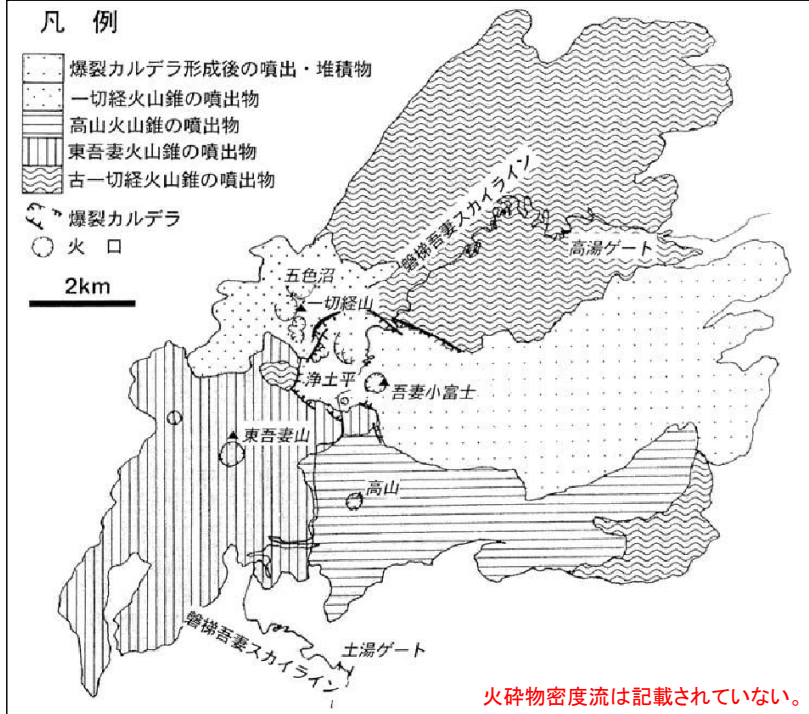 凡 例
爆裂カルデラ形成後の噴出・堆積物
一切経火山錐の噴出物
高山火山錐の噴出物
東吾妻火山錐の噴出物
古一切経火山錐の噴出物
爆裂カルデラ
火 口
2km
磐梯吾妻スカイライン
高湯ゲート
五色沼
一切経山
浄土平
吾妻小富士
東吾妻山
高山
磐梯吾妻スカイライン
土湯ゲート
火砕物密度流は記載されていない。